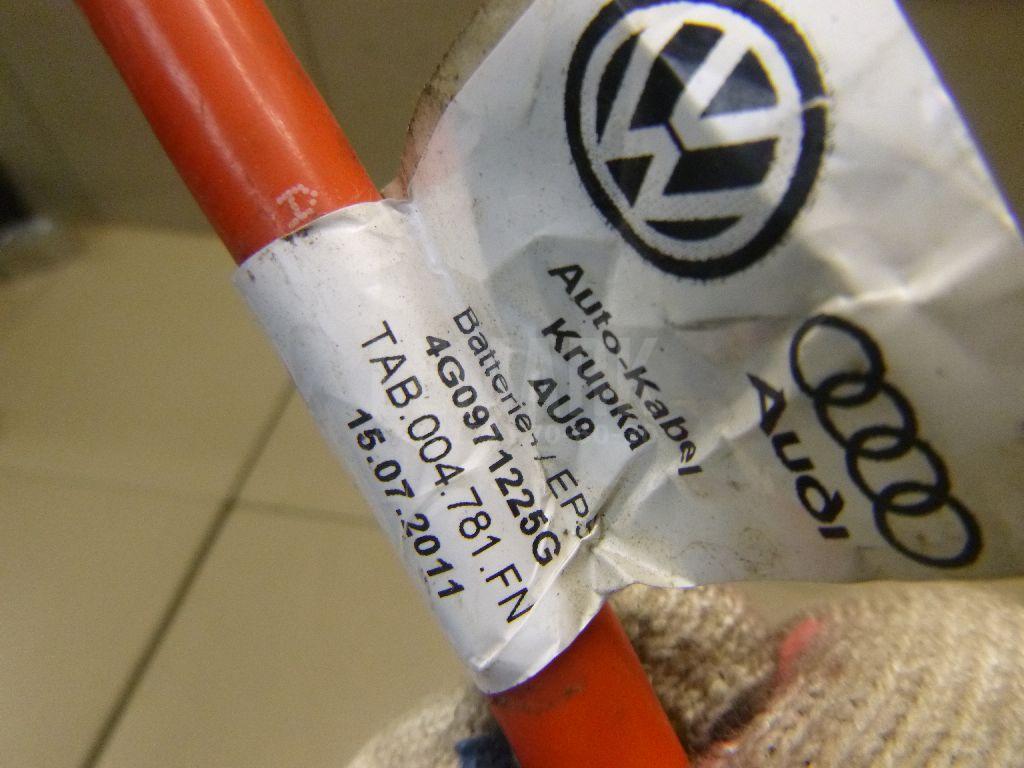 Auto-Kabel
Krupka
AU9
Batterie / EPS
4G0971225G
TAB.004.781.FN
15.07.2011
Audi